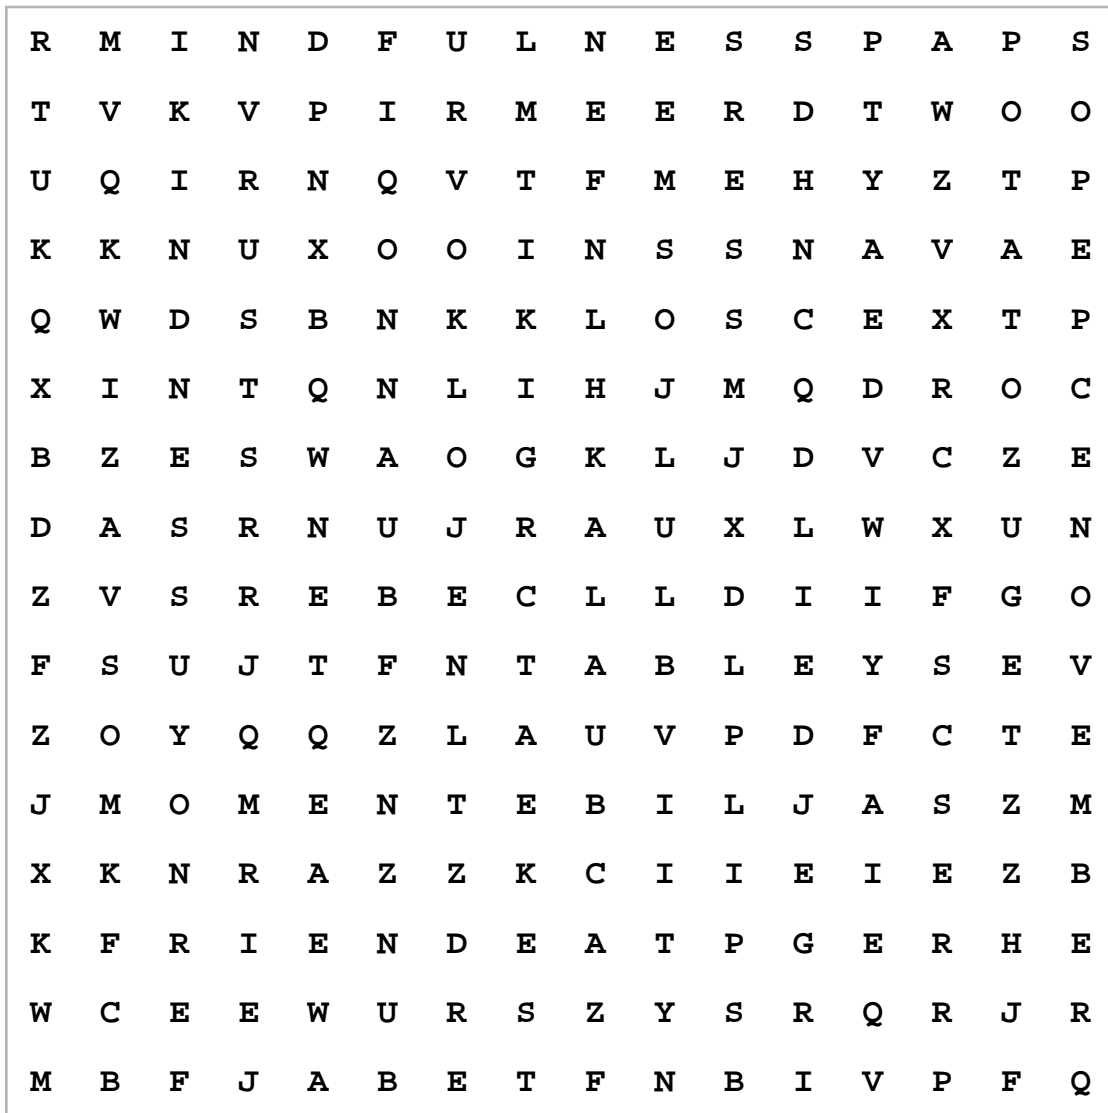 R M I N D F U L N E S S P A P S
T V K V P I R M E E R D T W O O
U Q I R N Q V T F M E H Y Z T P
K K N U X O O I N S S N A V A E
Q W D S B N K K L O S C E X T P
X I N T Q N L I H J M Q D R O C
B Z E S W A O G K L J D V C Z E
D A S R N U J R A U X L W X U N
Z V S R E B E C L L D I I F G O
F S U J T F N T A B L E Y S E V
Z O Y Q Q Z L A U V P D F C T E
J M O M E N T E B I L J A S Z M
X K N R A Z Z K C I I E I E Z B
K F R I E N D E A T P G E R H E
W C E E W U R S Z Y S R Q R J R
M B F J A B E T F N B I V P F Q